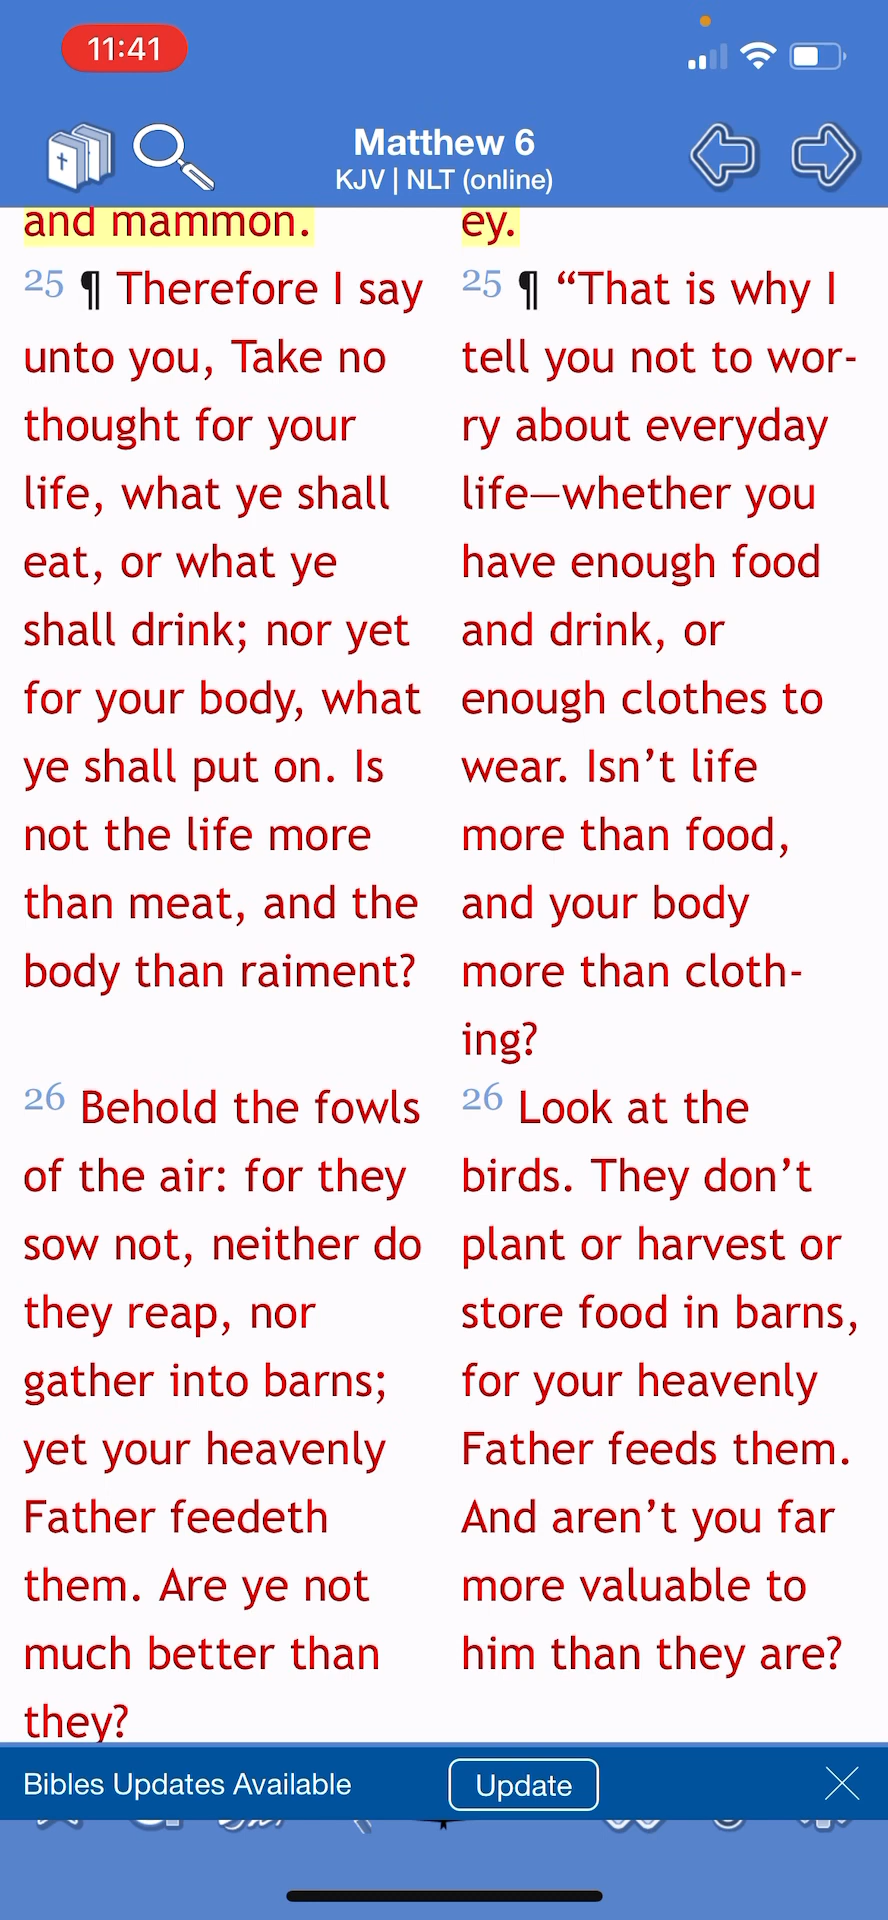 11:41
Matthew 6
KJV | NLT (online)
and mammon.
25 ¶ Therefore I say
unto you, Take no
thought for your
life, what ye shall
eat, or what ye
shall drink; nor yet
for your body, what
ye shall put on. Is
not the life more
than meat, and the
body than raiment?
26 Behold the fowls
of the air: for they
sow not, neither do
they reap, nor
gather into barns;
yet your heavenly
Father feedeth
them. Are ye not
much better than
they?
ey.
25 ¶ “That is why I
tell you not to wor-
ry about everyday
life—whether you
have enough food
and drink, or
enough clothes to
wear. Isn’t life
more than food,
and your body
more than cloth-
ing?
26 Look at the
birds. They don’t
plant or harvest or
store food in barns,
for your heavenly
Father feeds them.
And aren’t you far
more valuable to
him than they are?
Bibles Updates Available
Update